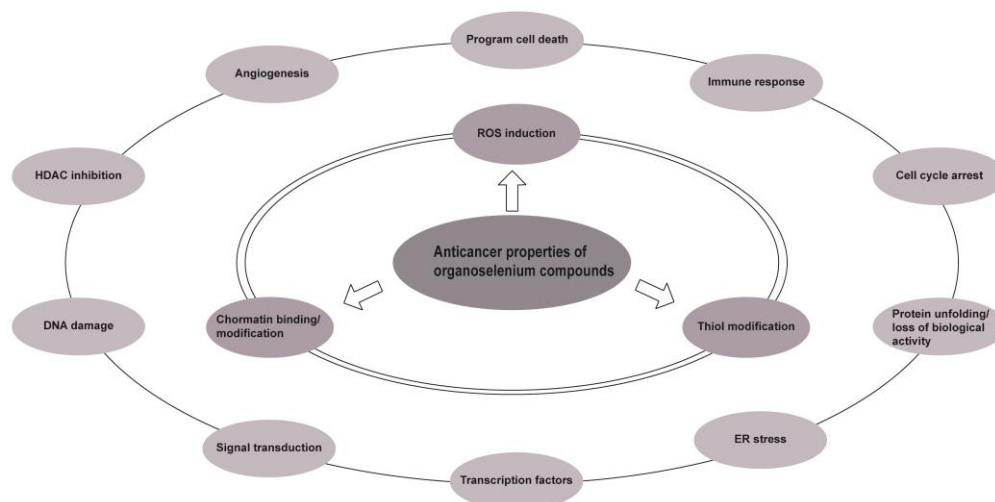 Program cell death
Angiogenesis
Immune response
ROS induction
HDAC inhibition
Cell cycle arrest
Anticancer properties of
organoselenium compounds
Chormatin binding/
modification
Thiol modification
DNA damage
Protein unfolding/
loss of biological
activity
Signal transduction
ER stress
Transcription factors